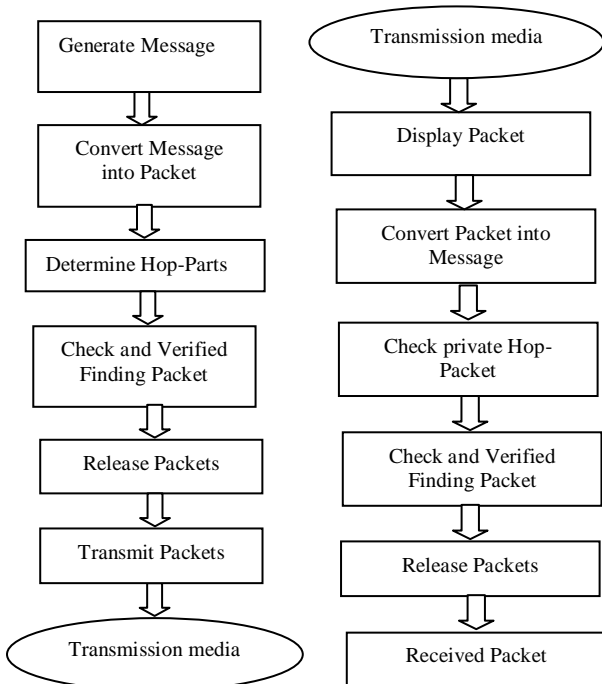 Generate Message
Convert Message
into Packet
Determine Hop-Parts
Check and Verified
Finding Packet
Release Packets
Transmit Packets
Transmission media
Transmission media
Display Packet
Convert Packet into
Message
Check private Hop-
Packet
Check and Verified
Finding Packet
Release Packets
Received Packet